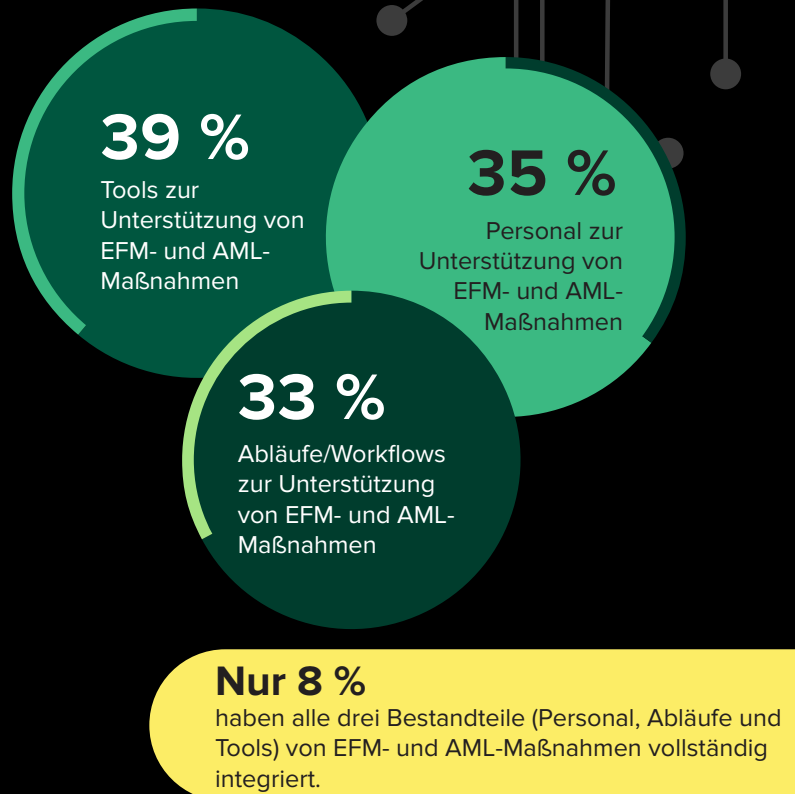 39 %
Tools zur
Unterstützung von
EFM- und AML-
Maßnahmen
35 %
Personal zur
Unterstützung von
EFM- und AML-
Maßnahmen
33 %
Abläufe/Workflows
zur Unterstützung
von EFM- und AML-
Maßnahmen
Nur 8 %
haben alle drei Bestandteile (Personal, Abläufe und
Tools) von EFM- und AML-Maßnahmen vollständig
integriert.